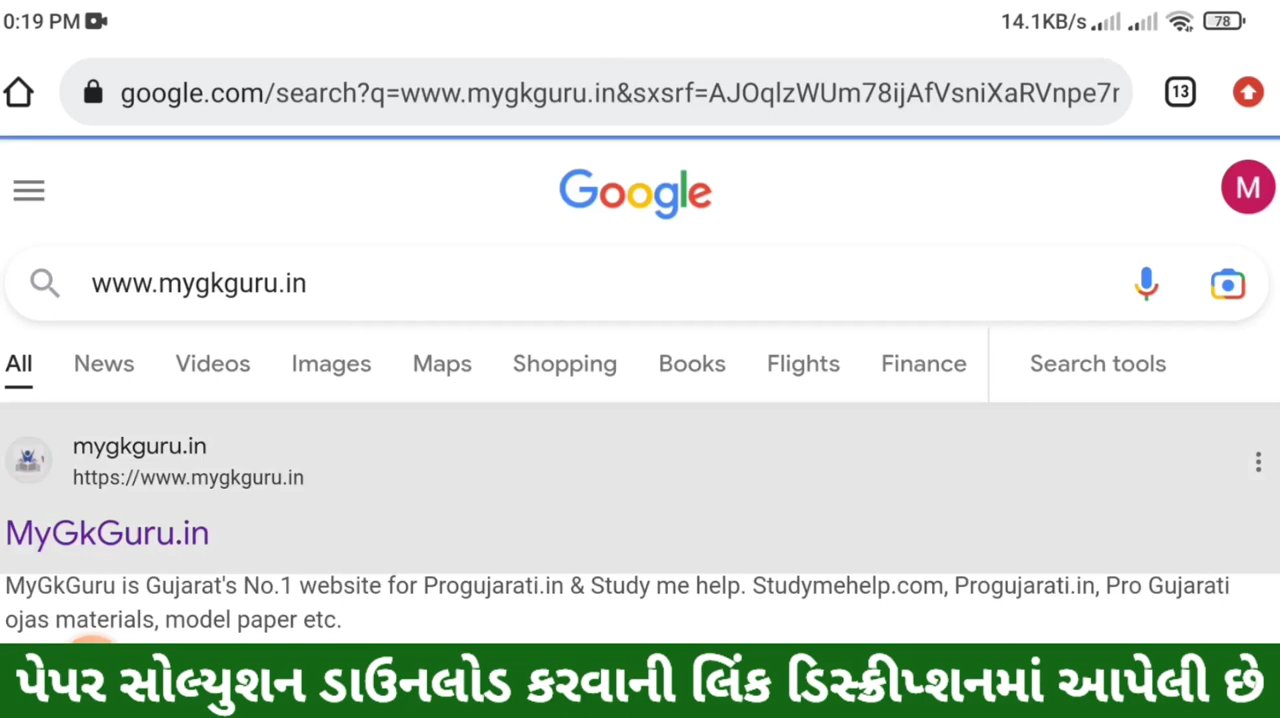 0:19 PM 14.1KB/s 78
google.com/search?q=www.mygkguru.in&sxsrf=AJOqlzWUm78ijAfVsniXaRVnpe7r 13
Google M
www.mygkguru.in
All News Videos Images Maps Shopping Books Flights Finance Search tools
mygkguru.in
https://www.mygkguru.in
MyGkGuru.in
MyGkGuru is Gujarat's No.1 website for Progujarati.in & Study me help. Studymehelp.com, Progujarati.in, Pro Gujarati
ojas materials, model paper etc.
પેપર સોલ્યુશન ડાઉનલોડ કરવાની લિંક ડિસ્ક્રીપ્શનમાં આપેલી છે